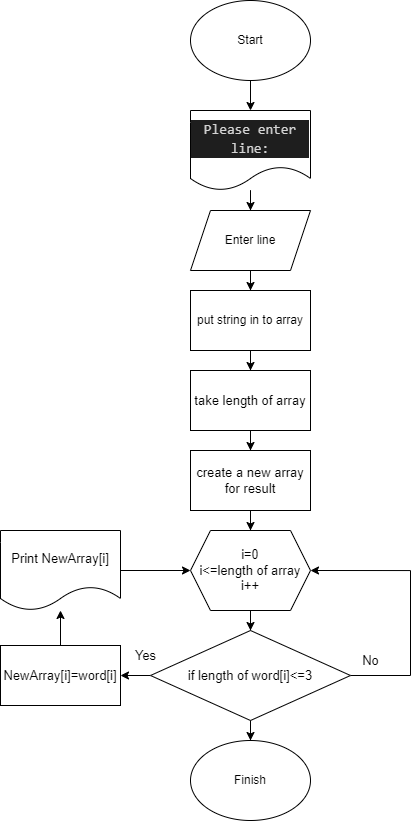 Start
Please enter
line:
Enter line
put string in to array
take length of array
create a new array
for result
i=0
i<=length of array
i++
Print NewArray[i]
Yes
No
NewArray[i]=word[i]
if length of word[i]<=3
Finish